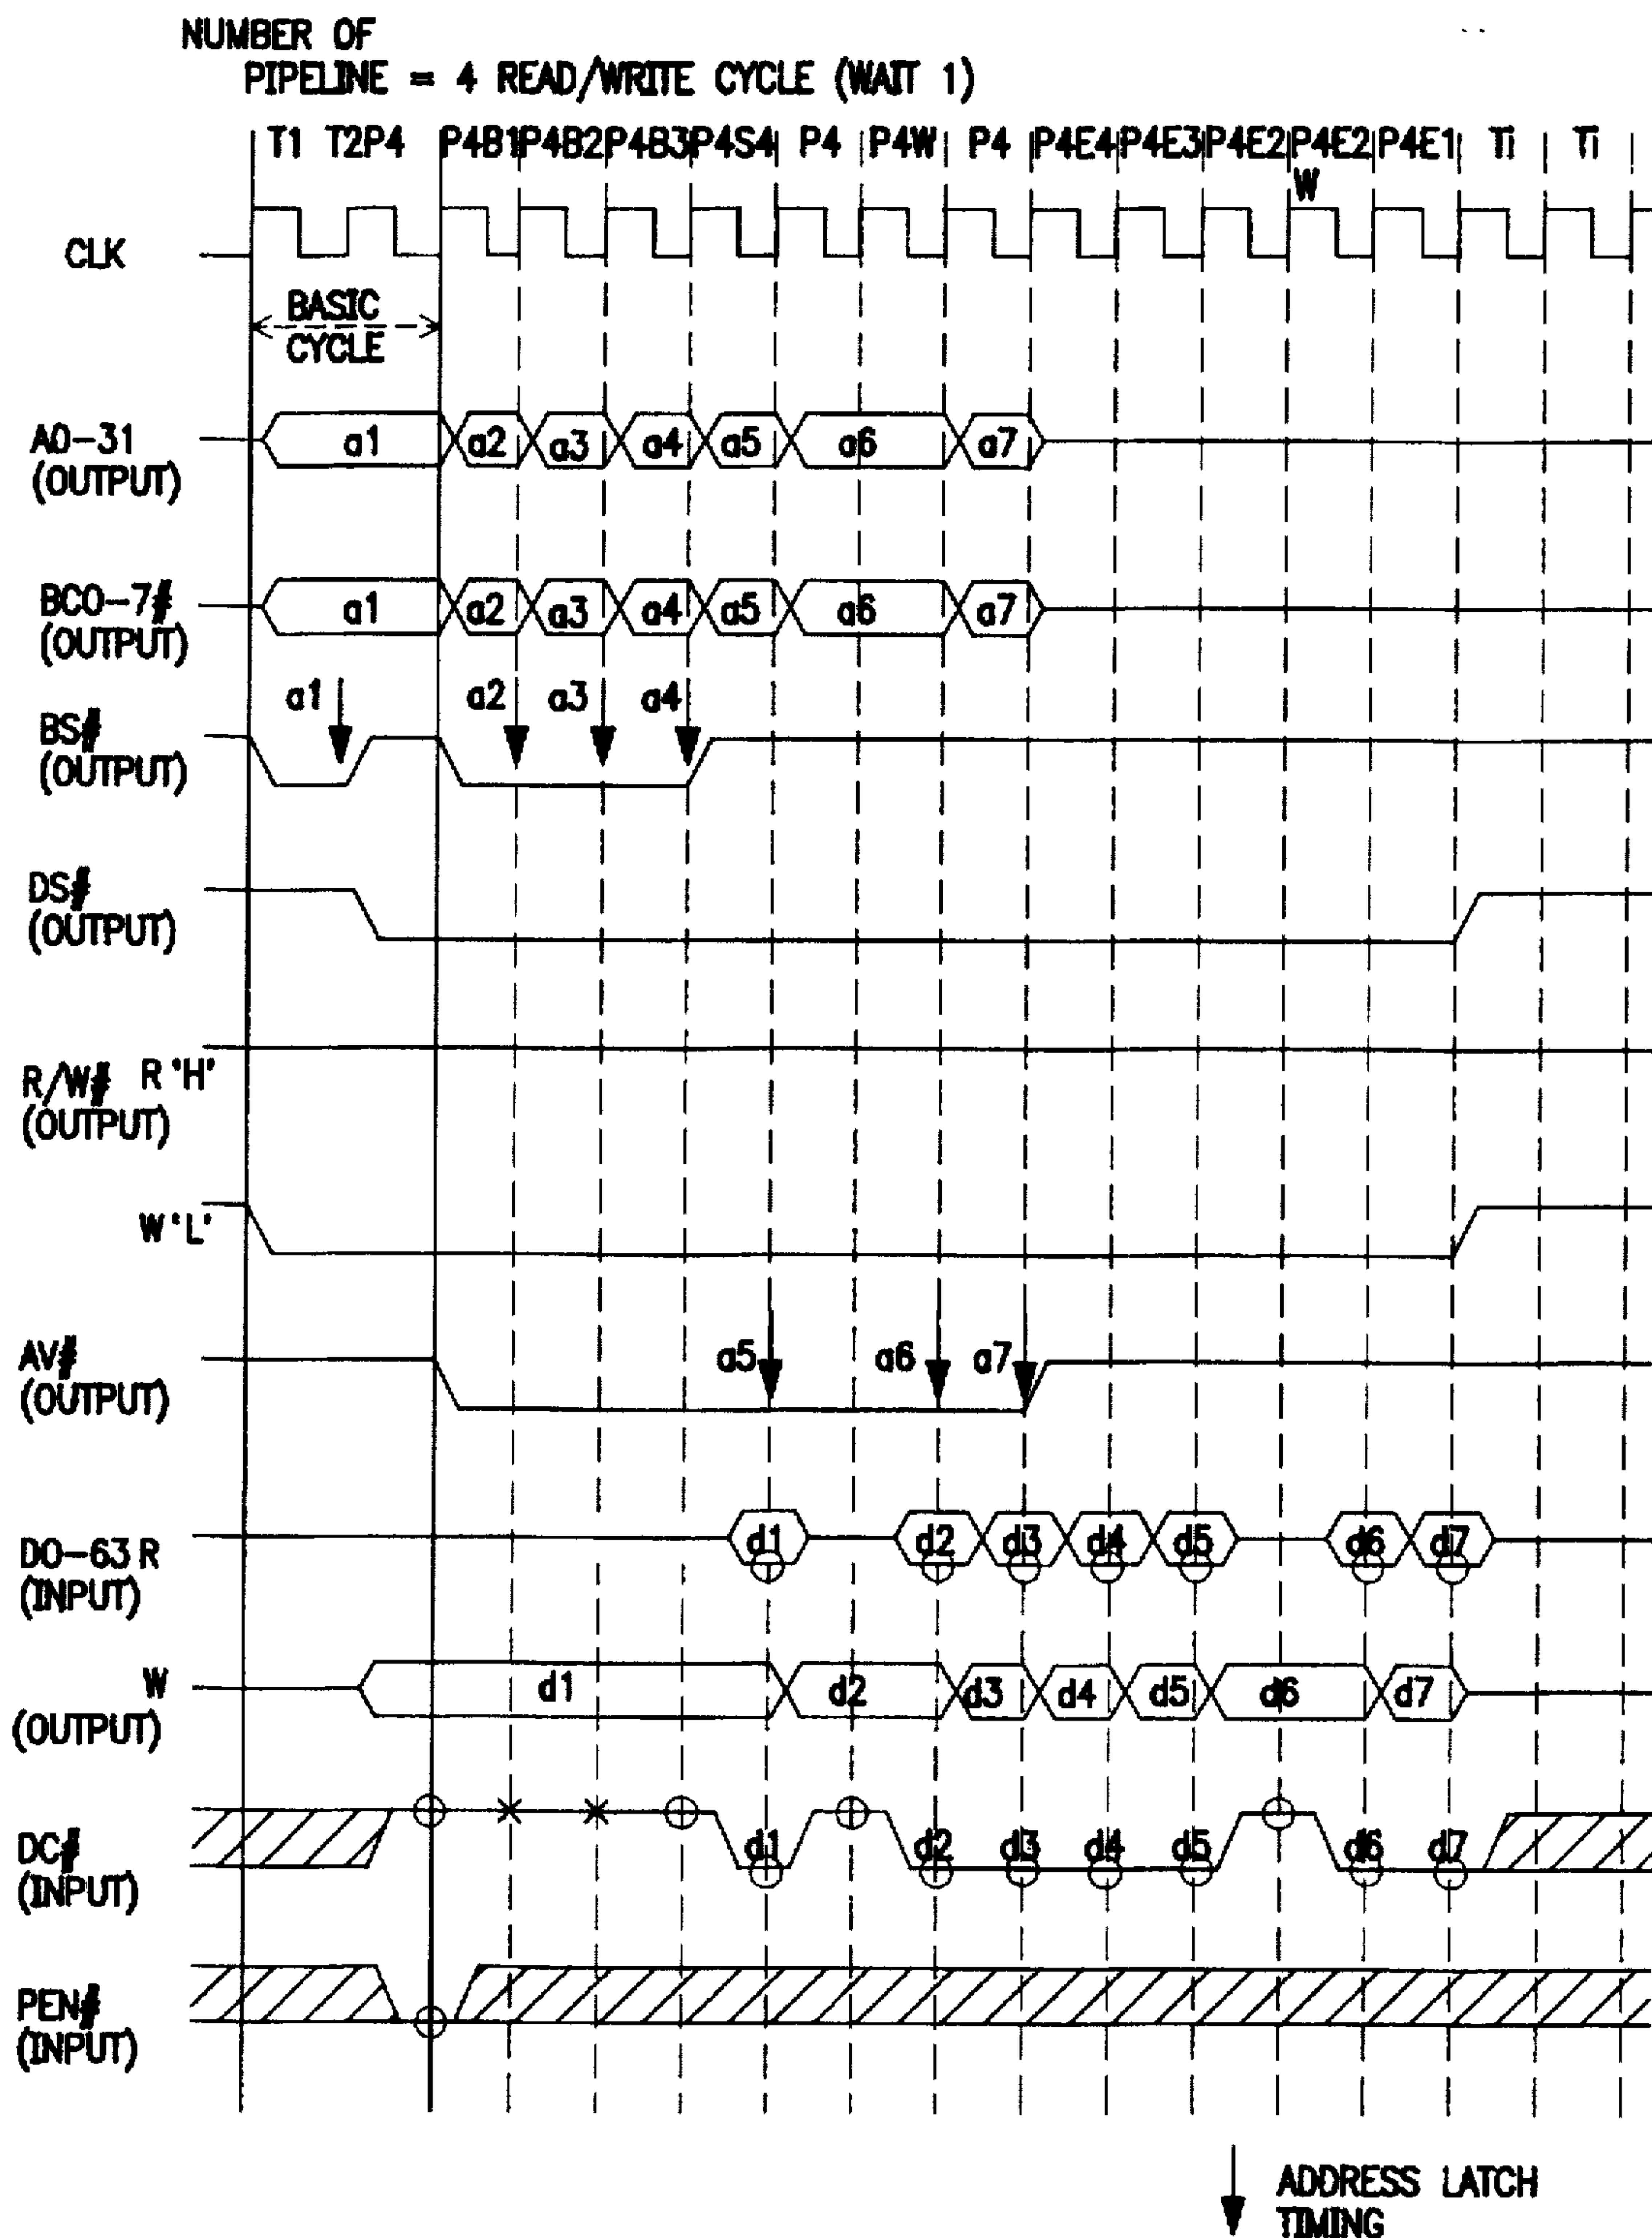 NUMBER OF
PIPELINE = 4 READ/WRITE CYCLE (WAIT 1)
T1 T2P4 P4B1 P4B2 P4B3 P4S4 P4 P4W P4 P4E4 P4E3 P4E2 P4E2 P4E1 Ti Ti
W
CLK
BASIC
CYCLE
A0-31
(OUTPUT)
a1 a2 a3 a4 a5 a6 a7
BC0-7#
(OUTPUT)
a1 a2 a3 a4 a5 a6 a7
a1 a2 a3 a4
BS#
(OUTPUT)
DS#
(OUTPUT)
R/W# R 'H'
(OUTPUT)
W 'L'
AV#
(OUTPUT)
a5 a6 a7
D0-63 R
(INPUT)
d1 d2 d3 d4 d5 d6 d7
W
(OUTPUT)
d1 d2 d3 d4 d5 d6 d7
DC#
(INPUT)
d1 d2 d3 d4 d5 d6 d7
PEN#
(INPUT)
ADDRESS LATCH
TIMING